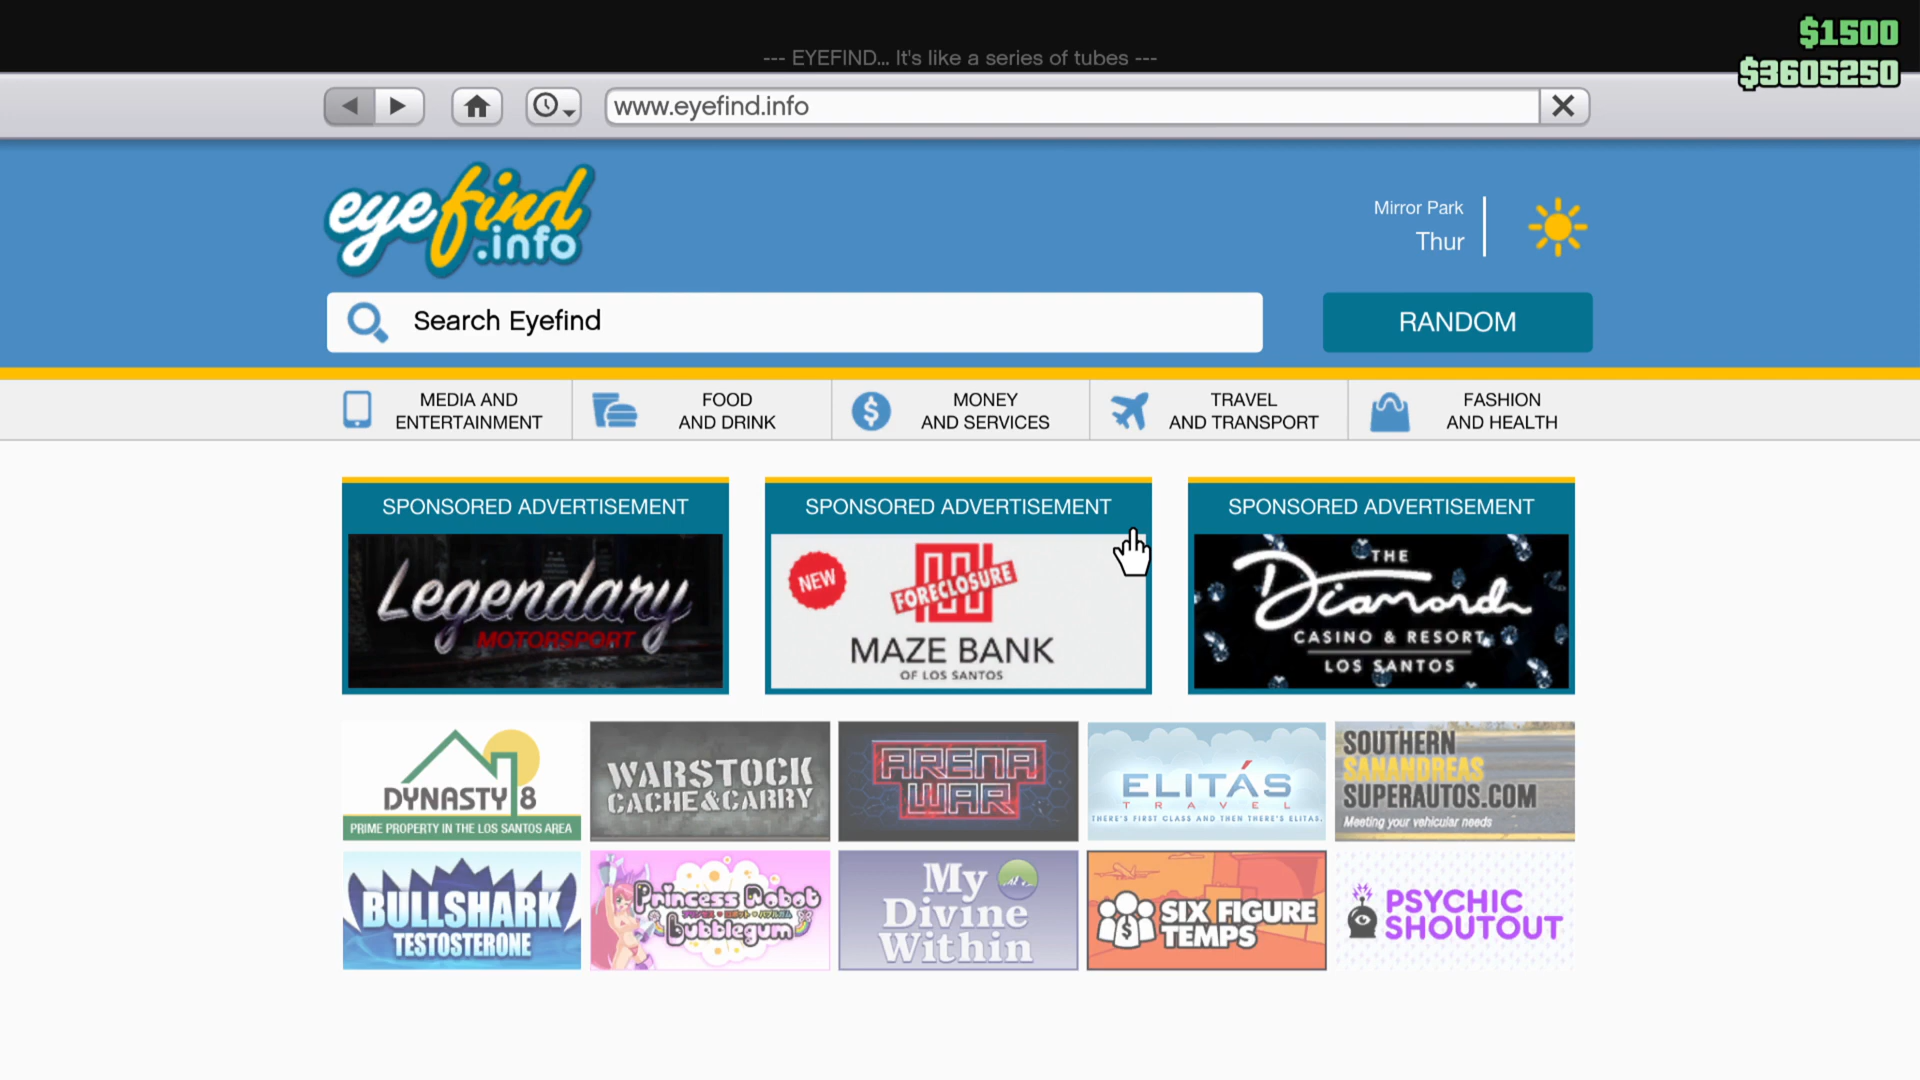 $1500
--- EYEFIND... It's like a series of tubes ---
$3605250
www.eyefind.info
eyefind
.info
Mirror Park
Thur
Search Eyefind
RANDOM
MEDIA AND
ENTERTAINMENT
FOOD
AND DRINK
MONEY
AND SERVICES
TRAVEL
AND TRANSPORT
FASHION
AND HEALTH
SPONSORED ADVERTISEMENT
Legendary
MOTORSPORT
SPONSORED ADVERTISEMENT
NEW
FORECLOSURE
MAZE BANK
OF LOS SANTOS
SPONSORED ADVERTISEMENT
THE
Diamond
CASINO & RESORT
LOS SANTOS
DYNASTY 8
PRIME PROPERTY IN THE LOS SANTOS AREA
WARSTOCK
CACHE&CARRY
ARENA
WAR
ELITÁS
TRAVEL
THERE'S FIRST CLASS AND THEN THERE'S ELITAS.
SOUTHERN
SANANDREAS
SUPERAUTOS.COM
Meeting your vehicular needs
BULLSHARK
TESTOSTERONE
Princess Robot
Bubblegum
My
Divine
Within
SIX FIGURE
TEMPS
PSYCHIC
SHOUTOUT